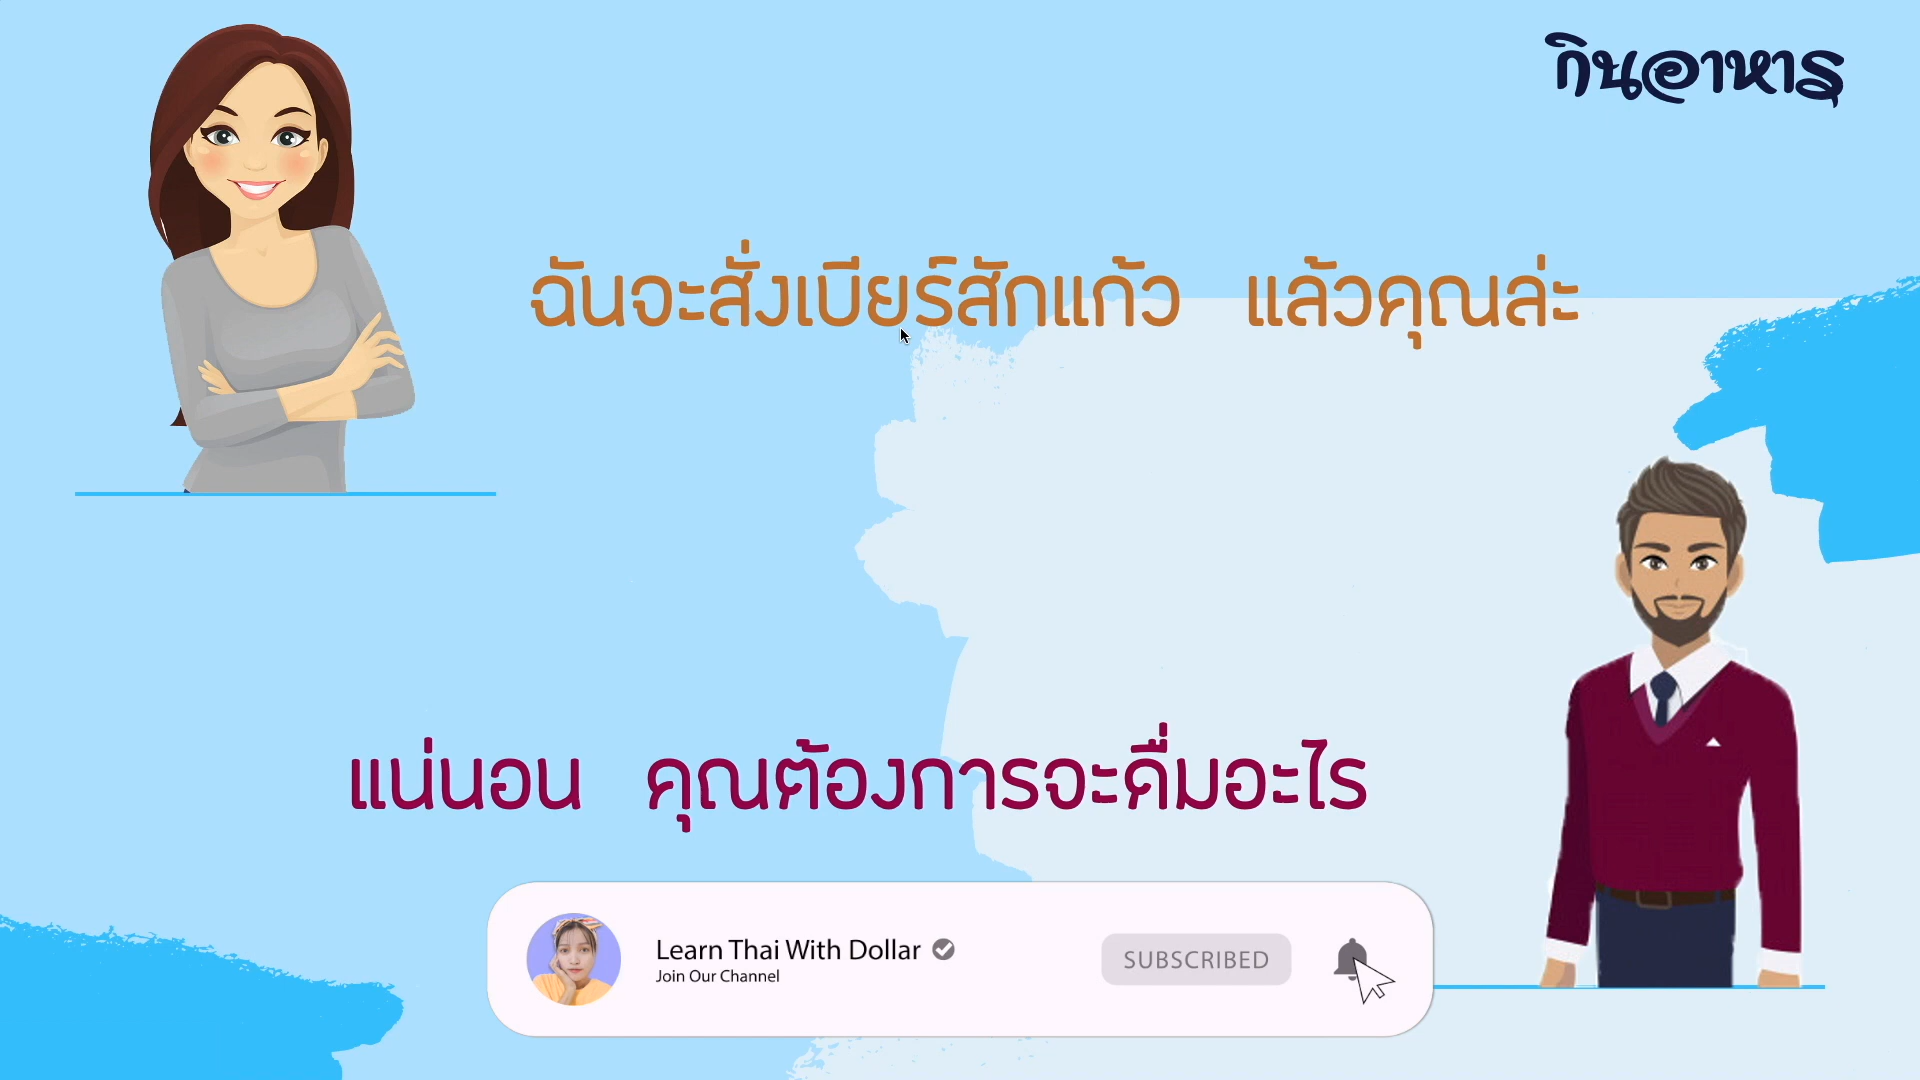 กินอาหาร
ฉันจะสั่งเบียร์สักแก้ว แล้วคุณล่ะ
แน่นอน คุณต้องการจะดื่มอะไร
Learn Thai With Dollar
Join Our Channel
SUBSCRIBED